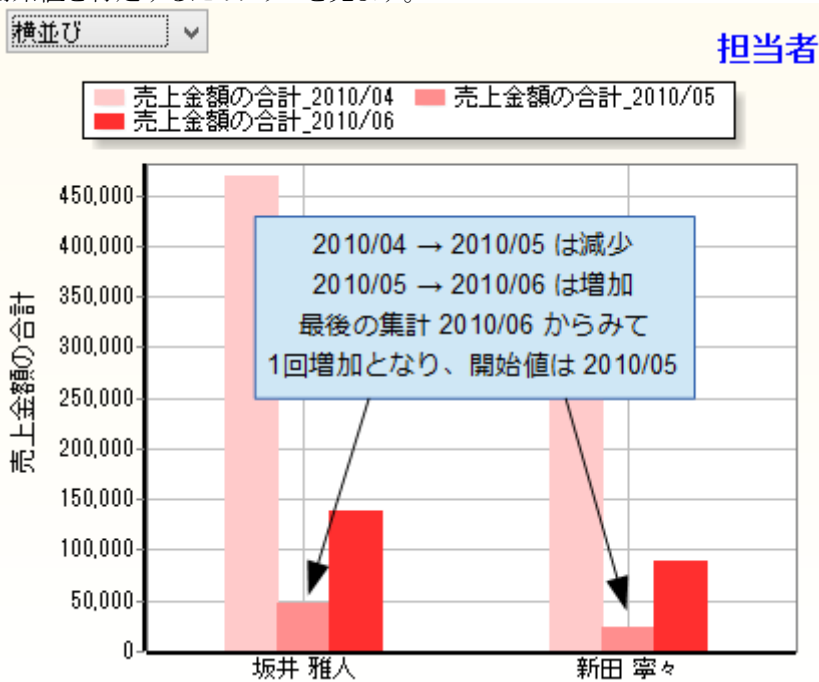 横並び
担当者
売上金額の合計_2010/04 売上金額の合計_2010/05
売上金額の合計_2010/06
売上金額の合計
450,000
400,000
350,000
300,000
250,000
200,000
150,000
100,000
50,000
0
2010/04 → 2010/05 は減少
2010/05 → 2010/06 は増加
最後の集計 2010/06 からみて
1回増加となり、開始値は 2010/05
坂井 雅人
新田 寧々